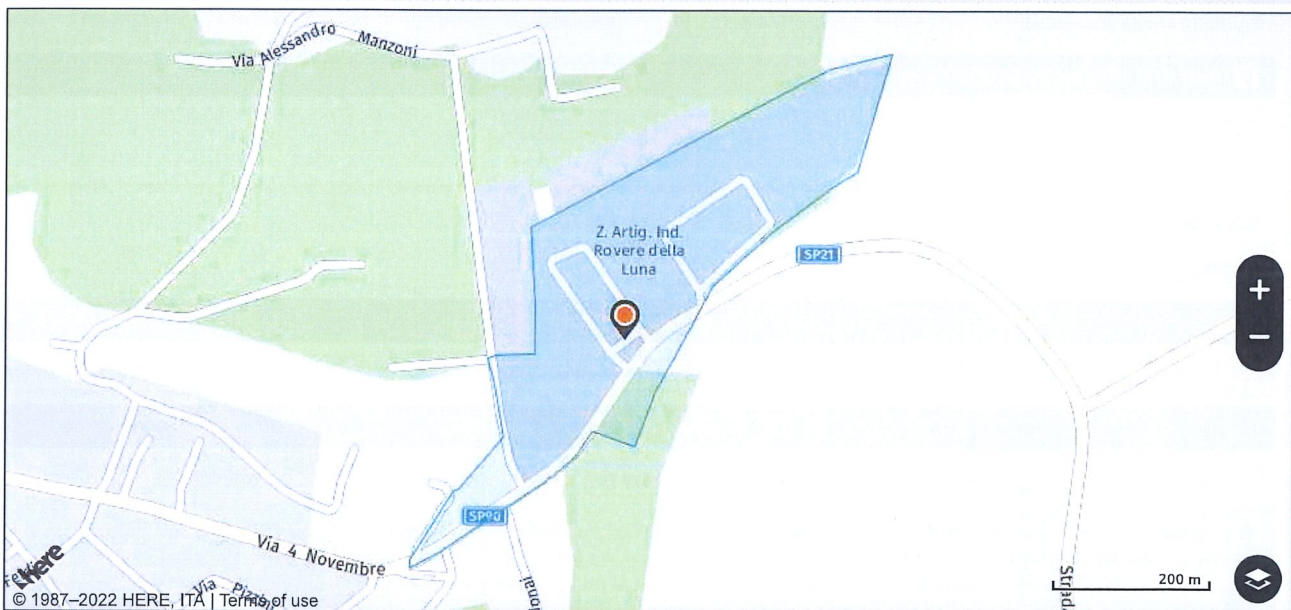 Via Alessandro Manzoni
Z. Artig. Ind.
Rovere della
Luna
SP21
+
−
SP90
Via 4 Novembre
here
200 m
© 1987–2022 HERE, ITA | Terms of use